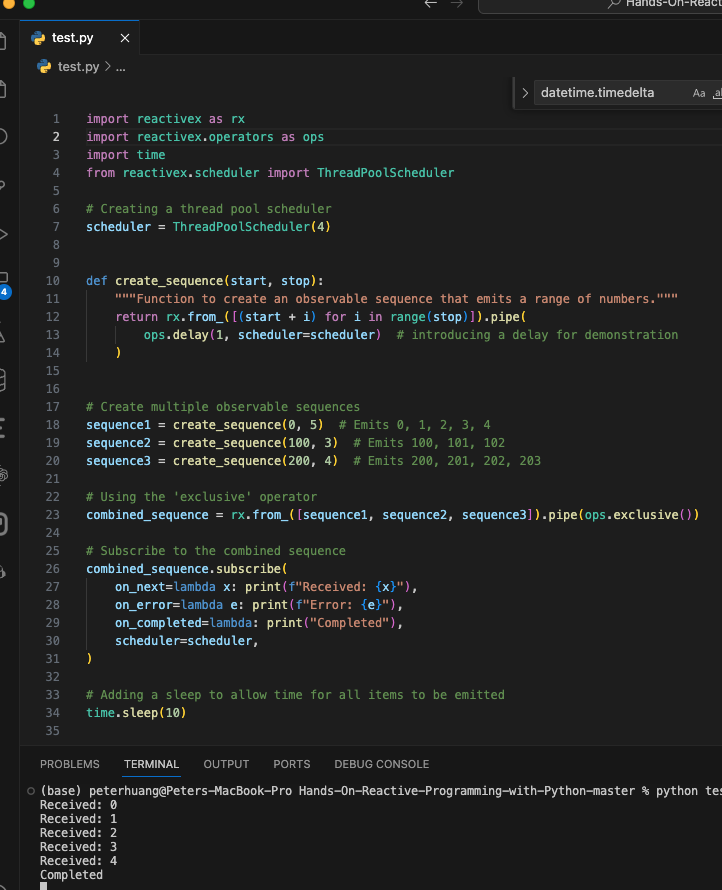 Hands-On-React
test.py
test.py > ...
datetime.timedelta Aa
1 import reactivex as rx
2 import reactivex.operators as ops
3 import time
4 from reactivex.scheduler import ThreadPoolScheduler
5
6 # Creating a thread pool scheduler
7 scheduler = ThreadPoolScheduler(4)
8
9
10 def create_sequence(start, stop):
11 """Function to create an observable sequence that emits a range of numbers."""
12 return rx.from_([(start + i) for i in range(stop)]).pipe(
13 ops.delay(1, scheduler=scheduler)  # introducing a delay for demonstration
14 )
15
16
17 # Create multiple observable sequences
18 sequence1 = create_sequence(0, 5)  # Emits 0, 1, 2, 3, 4
19 sequence2 = create_sequence(100, 3)  # Emits 100, 101, 102
20 sequence3 = create_sequence(200, 4)  # Emits 200, 201, 202, 203
21
22 # Using the 'exclusive' operator
23 combined_sequence = rx.from_([sequence1, sequence2, sequence3]).pipe(ops.exclusive())
24
25 # Subscribe to the combined sequence
26 combined_sequence.subscribe(
27 on_next=lambda x: print(f"Received: {x}"),
28 on_error=lambda e: print(f"Error: {e}"),
29 on_completed=lambda: print("Completed"),
30 scheduler=scheduler,
31 )
32
33 # Adding a sleep to allow time for all items to be emitted
34 time.sleep(10)
35
4
PROBLEMS TERMINAL OUTPUT PORTS DEBUG CONSOLE
(base) peterhuang@Peters-MacBook-Pro Hands-On-Reactive-Programming-with-Python-master % python tes
Received: 0
Received: 1
Received: 2
Received: 3
Received: 4
Completed